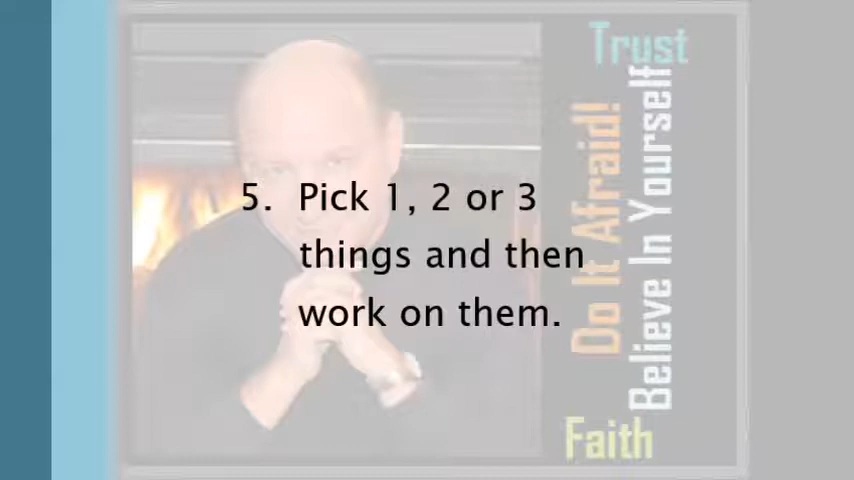 5. Pick 1, 2 or 3
things and then
work on them.
Trust
Do It Afraid!
Believe In Yourself
Faith